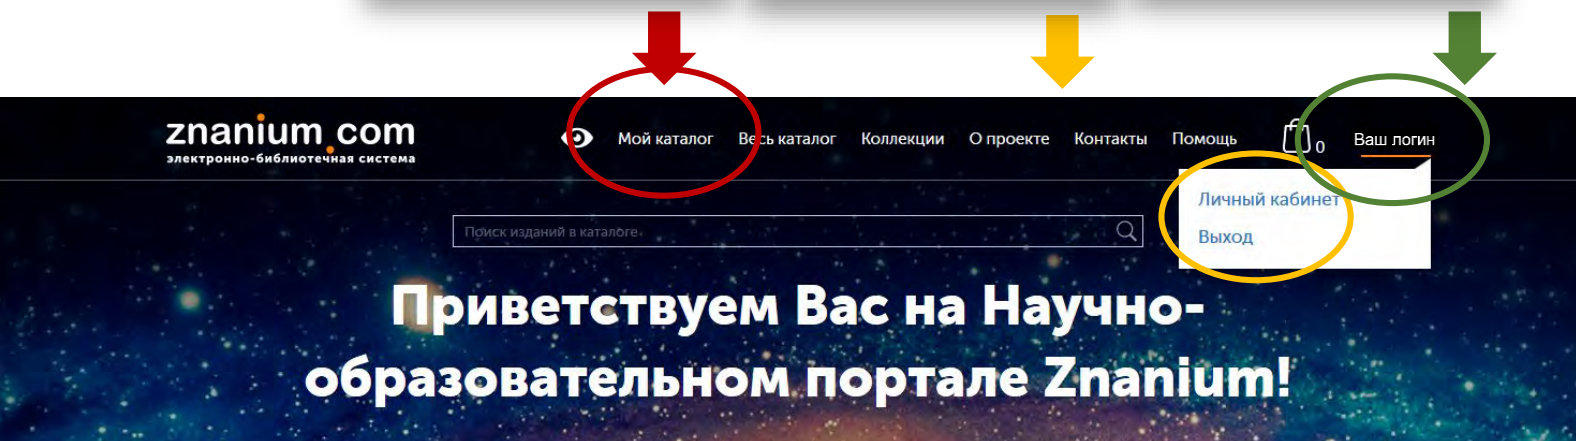 znanium.com
электронно-библиотечная система
Мой каталог Весь каталог Коллекции О проекте Контакты Помощь 0 Ваш логин
Личный кабинет
Выход
Поиск изданий в каталоге
Приветствуем Вас на Научно-
образовательном портале Znanium!